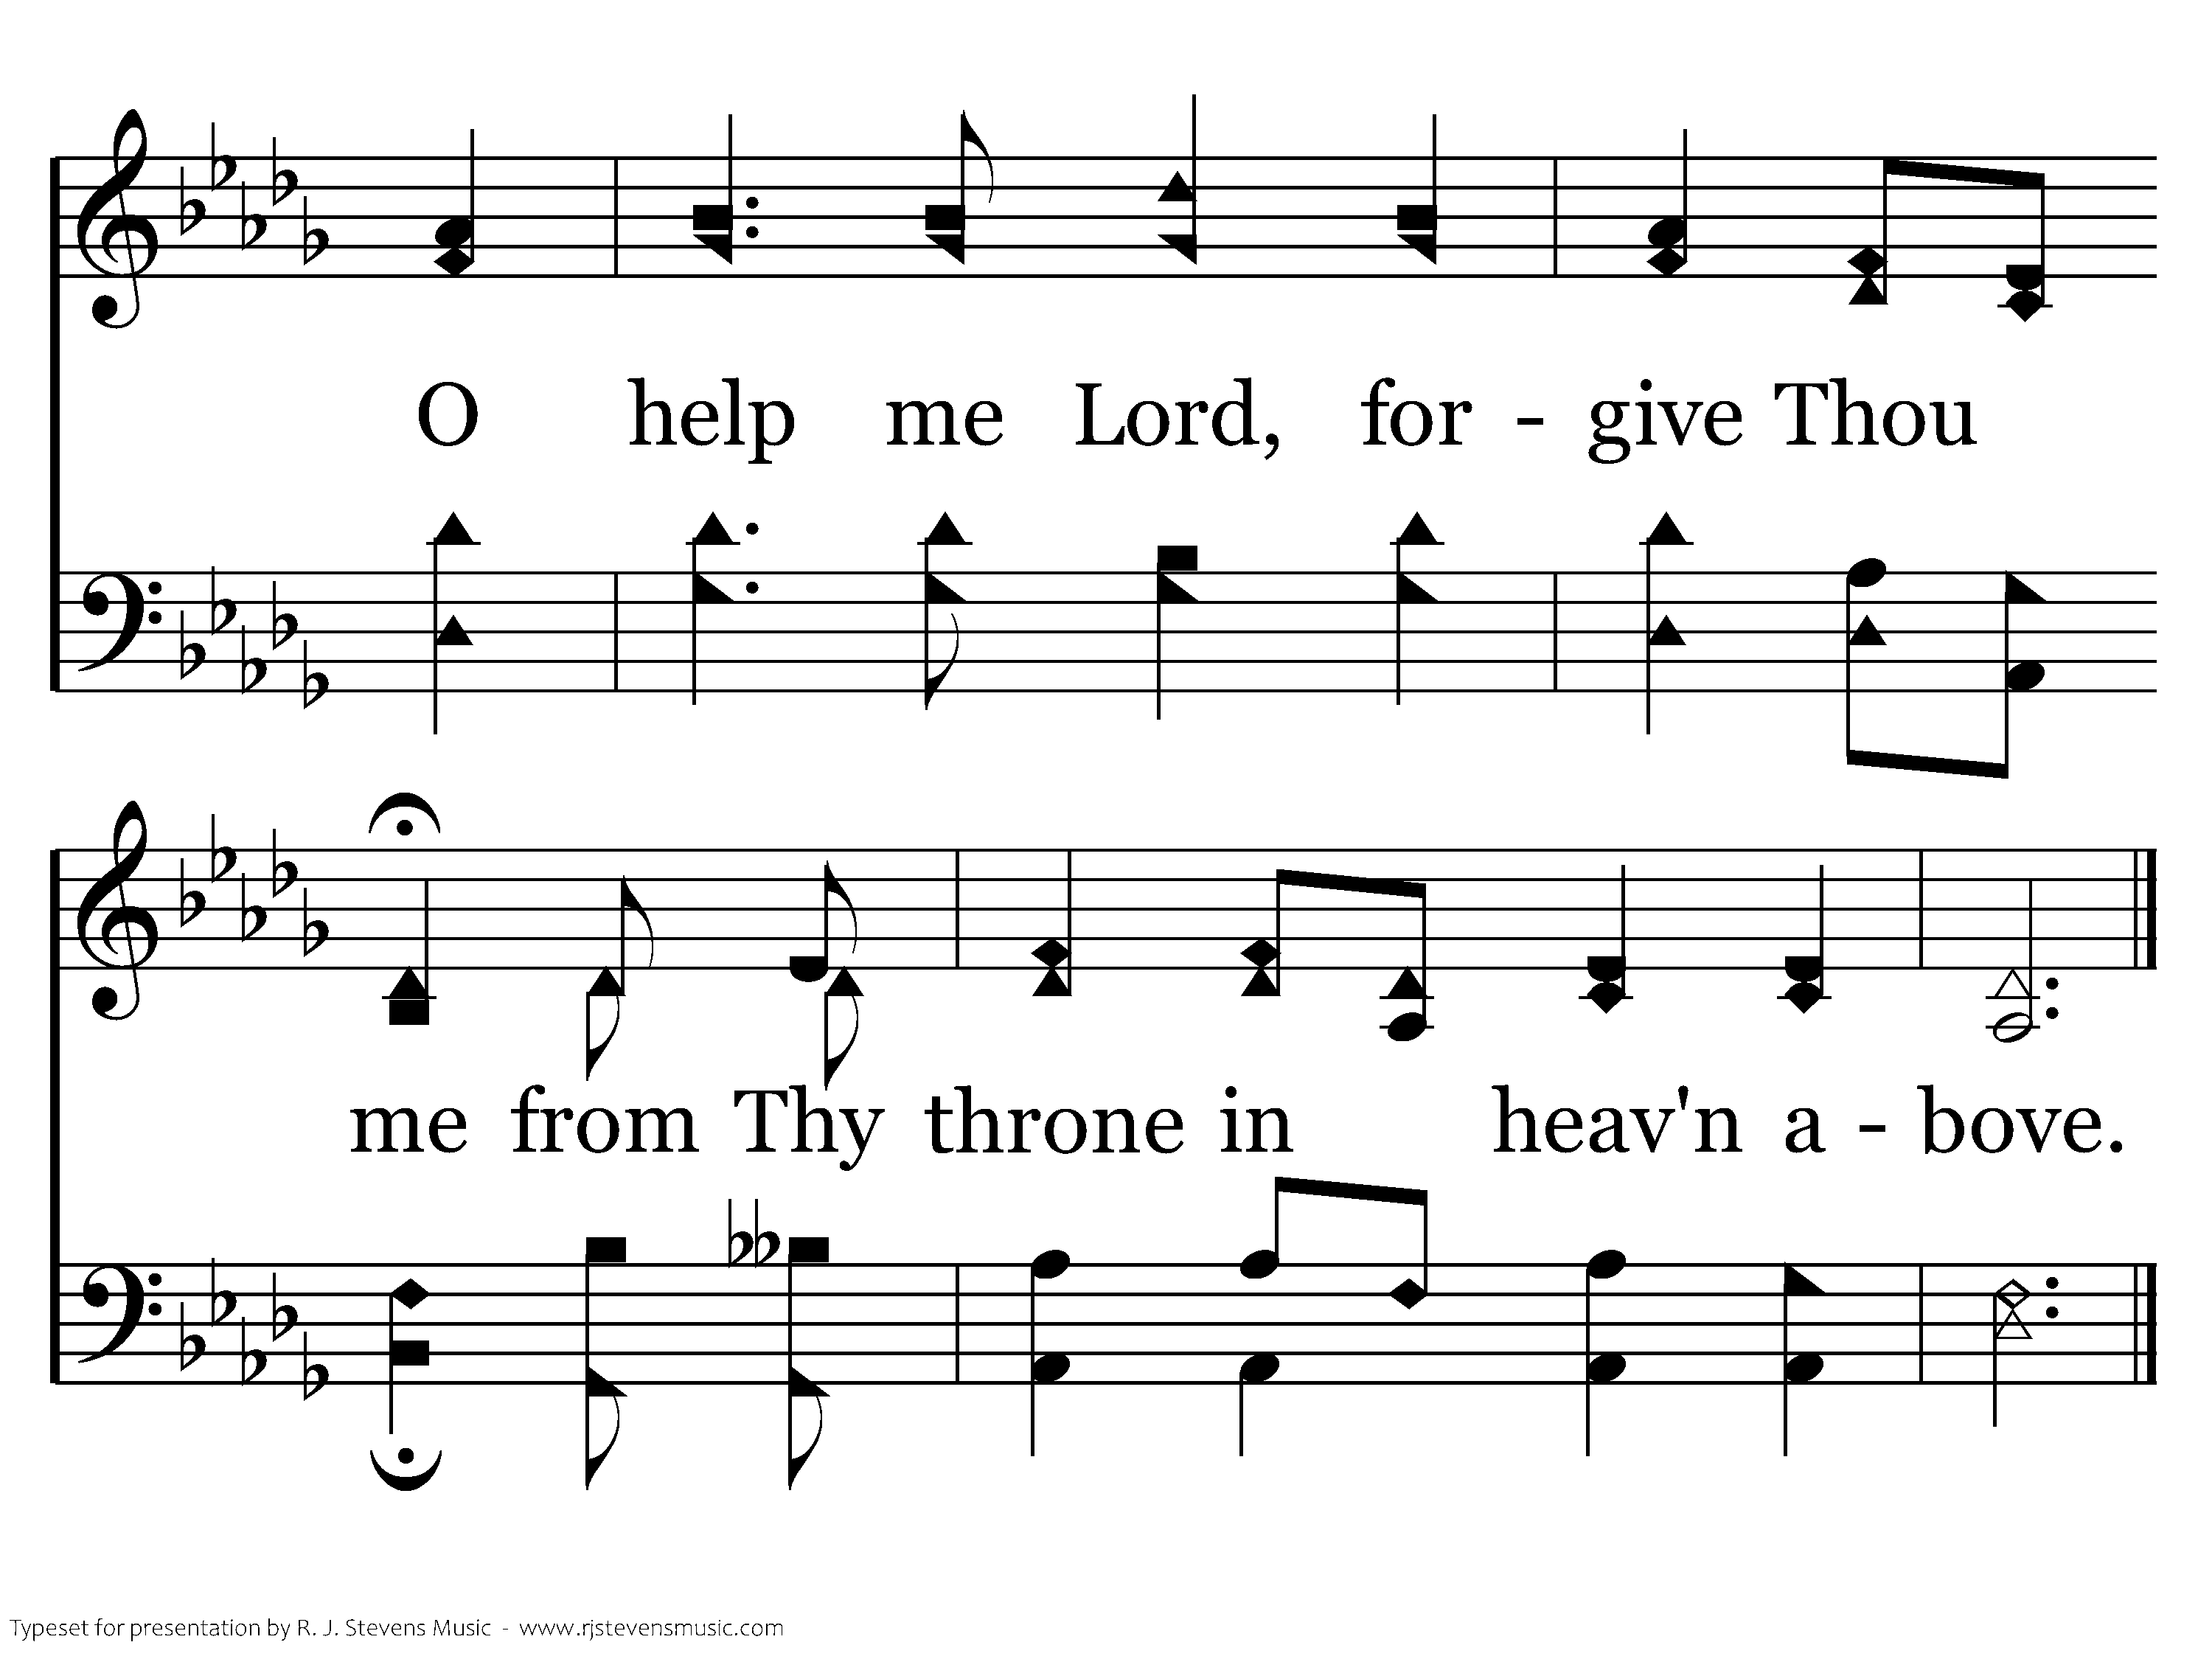 O help me Lord, for - give Thou
me from Thy throne in heav'n a - bove.
Typeset for presentation by R. J. Stevens Music - www.rjstevensmusic.com